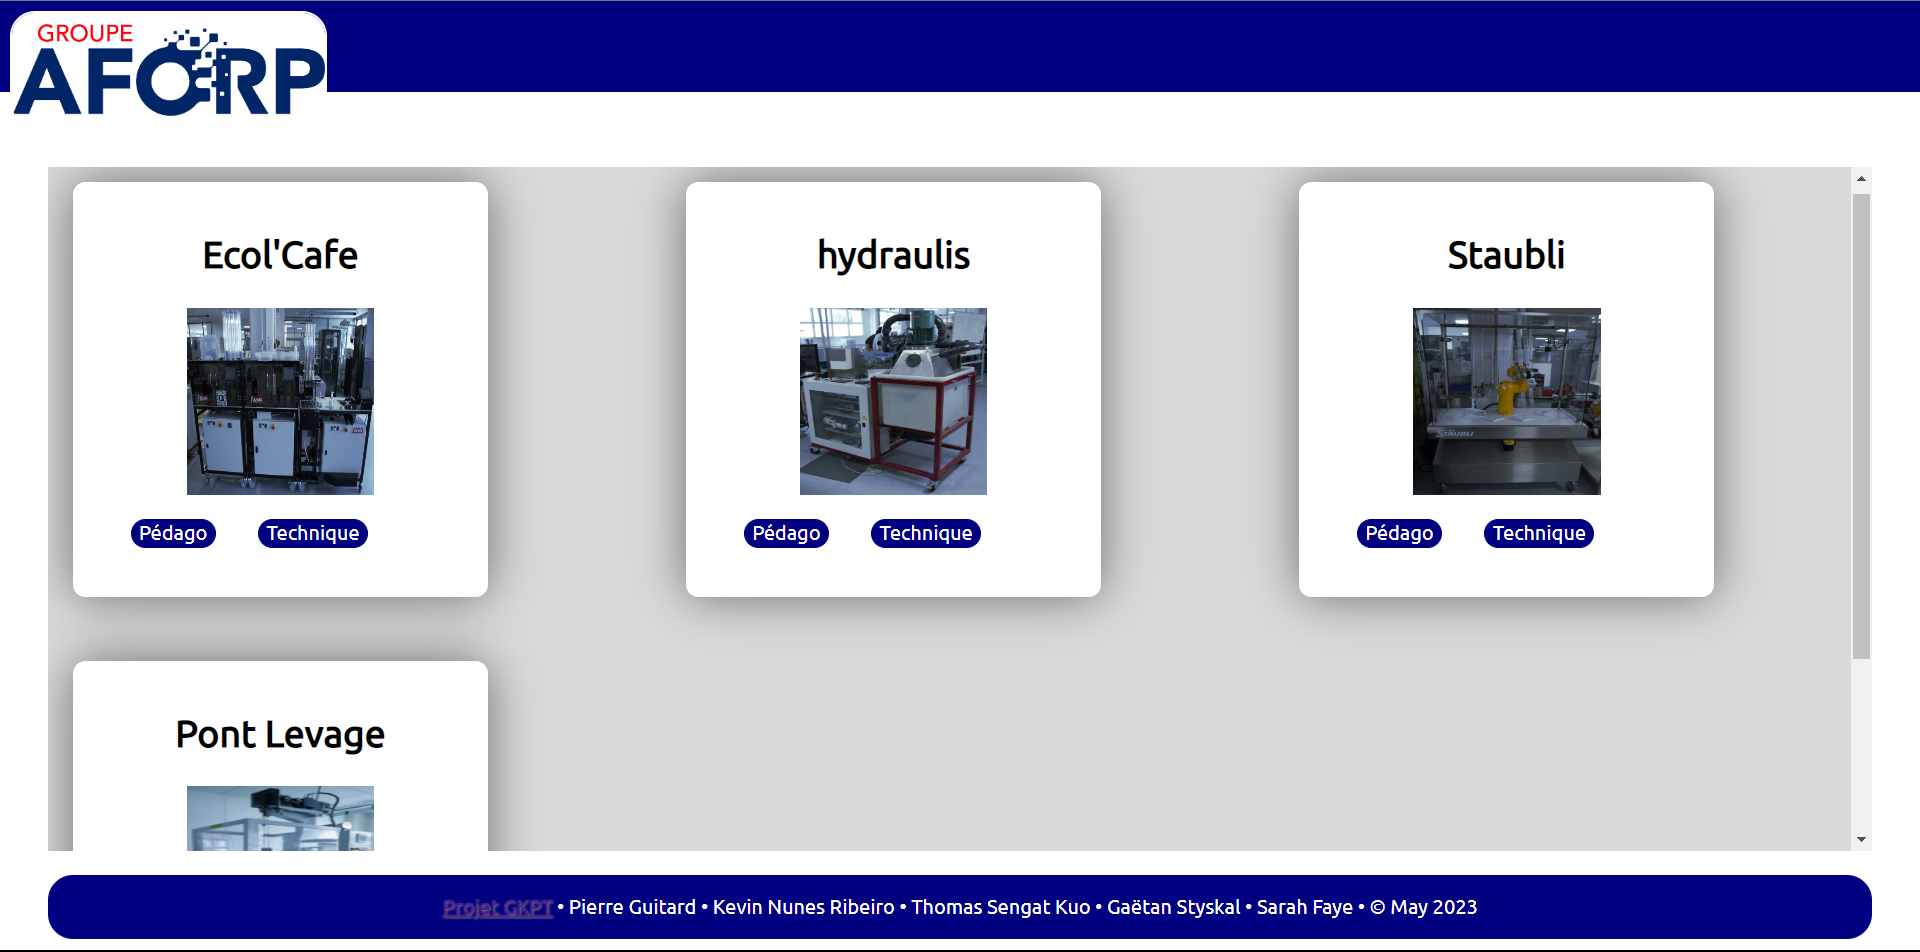 GROUPE
AFORP
Ecol'Cafe
hydraulis
Staubli
STÄUBLI
Pédago
Technique
Pédago
Technique
Pédago
Technique
Pont Levage
Projet GKPT • Pierre Guitard • Kevin Nunes Ribeiro • Thomas Sengat Kuo • Gaëtan Styskal • Sarah Faye • © May 2023